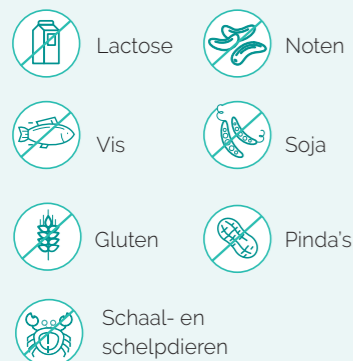 Lactose
Noten
Vis
Soja
Gluten
Pinda's
Schaal- en
schelpdieren